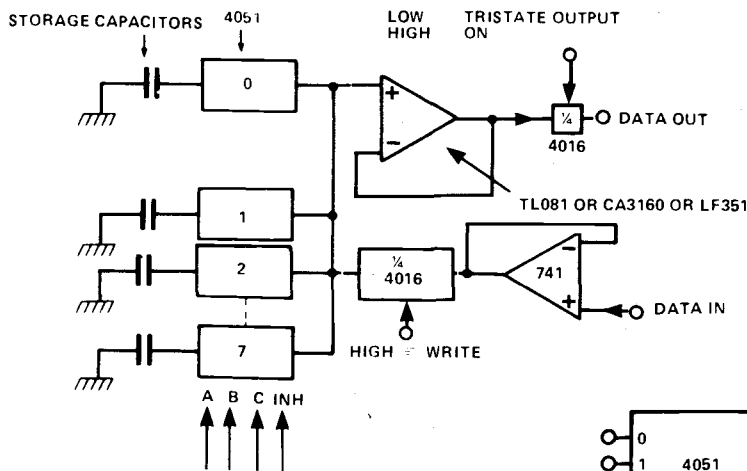 STORAGE CAPACITORS
4051
LOW TRISTATE OUTPUT
HIGH ON
0
+
−
¼
4016
DATA OUT
TL081 OR CA3160 OR LF351
1
2
¼
4016
−
741
+
DATA IN
7
HIGH = WRITE
A B C INH
0
1 4051